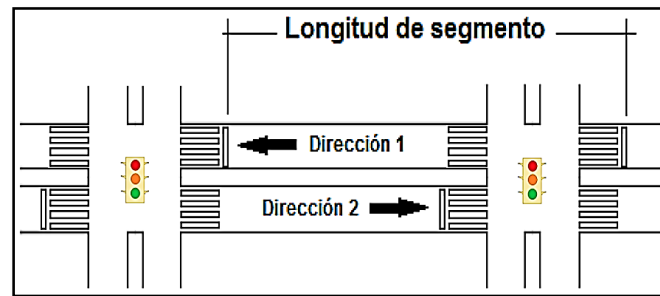 Longitud de segmento
Dirección 1
Dirección 2